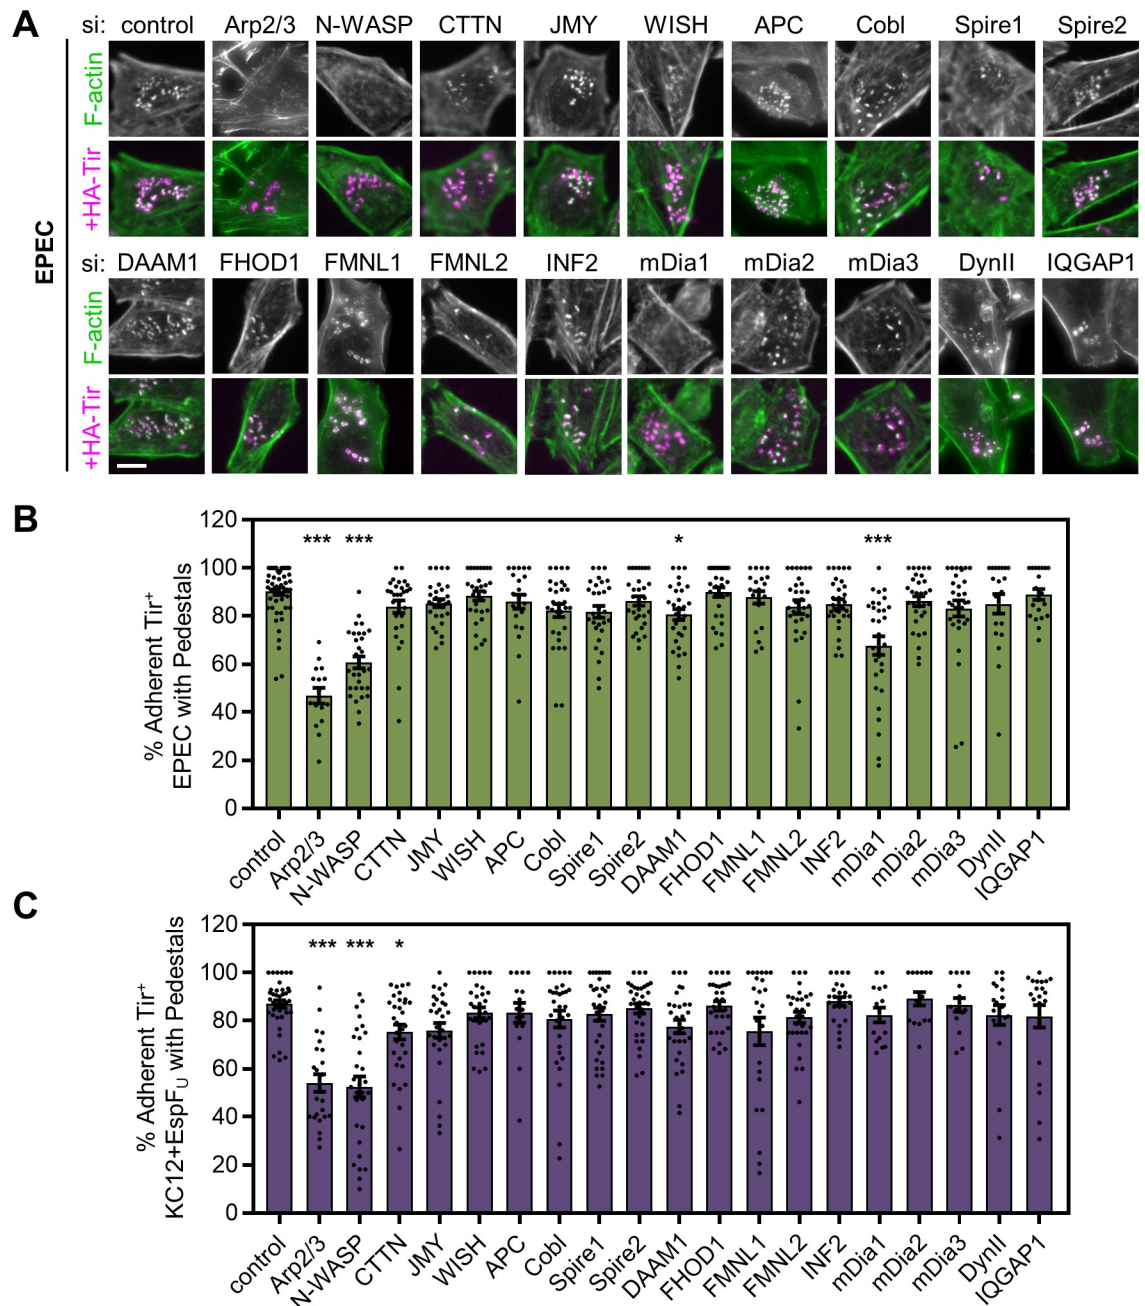 A
si: control Arp2/3 N-WASP CTTN JMY WISH APC Cobl Spire1 Spire2
EPEC
F-actin
+HA-Tir
si: DAAM1 FHOD1 FMNL1 FMNL2 INF2 mDia1 mDia2 mDia3 DynII IQGAP1
F-actin
+HA-Tir
B
% Adherent Tir+
EPEC with Pedestals
120
100
80
60
40
20
0
*** *** * ***
control Arp2/3 N-WASP CTTN JMY WISH APC Cobl Spire1 Spire2 DAAM1 FHOD1 FMNL1 FMNL2 INF2 mDia1 mDia2 mDia3 DynII IQGAP1
C
% Adherent Tir+
KC12+EspFU with Pedestals
120
100
80
60
40
20
0
*** *** *
control Arp2/3 N-WASP CTTN JMY WISH APC Cobl Spire1 Spire2 DAAM1 FHOD1 FMNL1 FMNL2 INF2 mDia1 mDia2 mDia3 DynII IQGAP1